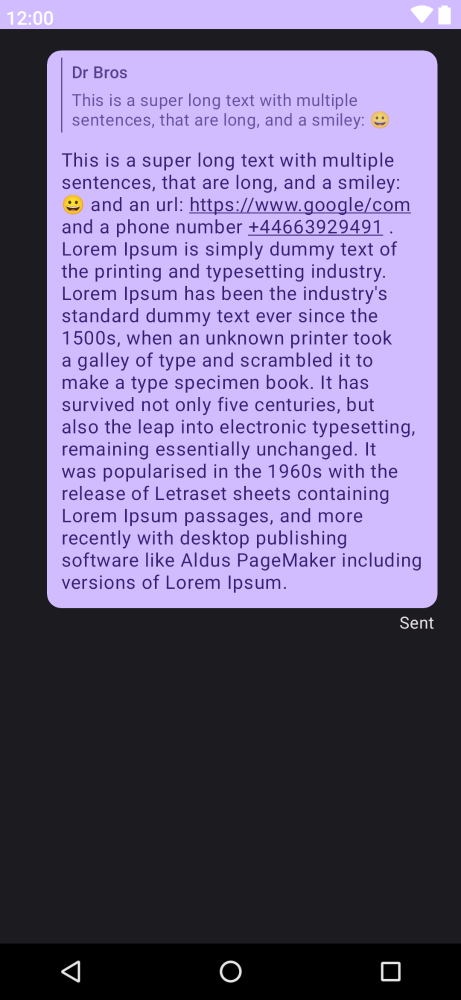 12:00
Dr Bros
This is a super long text with multiple
sentences, that are long, and a smiley: 😀
This is a super long text with multiple
sentences, that are long, and a smiley:
😀 and an url: https://www.google/com
and a phone number +44663929491 .
Lorem Ipsum is simply dummy text of
the printing and typesetting industry.
Lorem Ipsum has been the industry's
standard dummy text ever since the
1500s, when an unknown printer took
a galley of type and scrambled it to
make a type specimen book. It has
survived not only five centuries, but
also the leap into electronic typesetting,
remaining essentially unchanged. It
was popularised in the 1960s with the
release of Letraset sheets containing
Lorem Ipsum passages, and more
recently with desktop publishing
software like Aldus PageMaker including
versions of Lorem Ipsum.
Sent